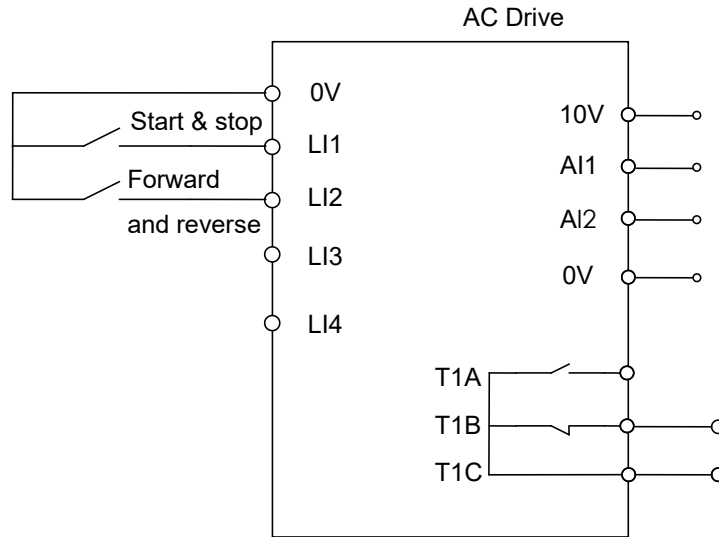 AC Drive
0V
Start & stop
LI1
Forward
LI2
and reverse
LI3
LI4
10V
AI1
AI2
0V
T1A
T1B
T1C